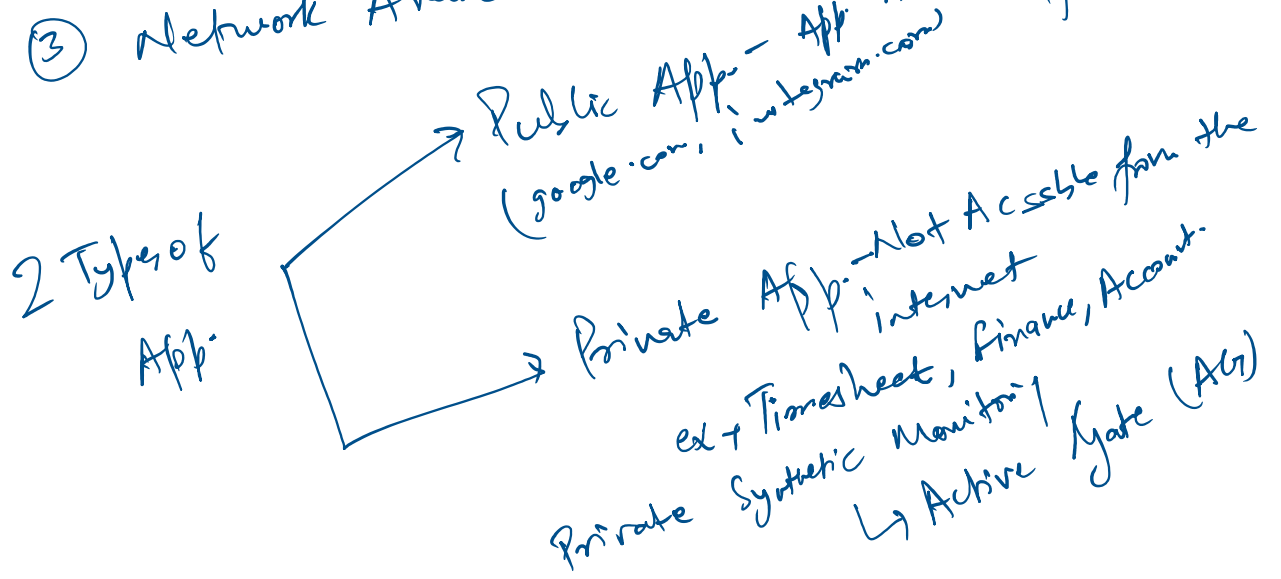 ③ Network
Public App. - App
(google.com, instagram.com)
2 Types of
App.
Private App. - Not Acssble from the
internet
ex → Timesheet, Finance, Account.
Private Synthetic Monitoring
↳ Active Gate (AG)